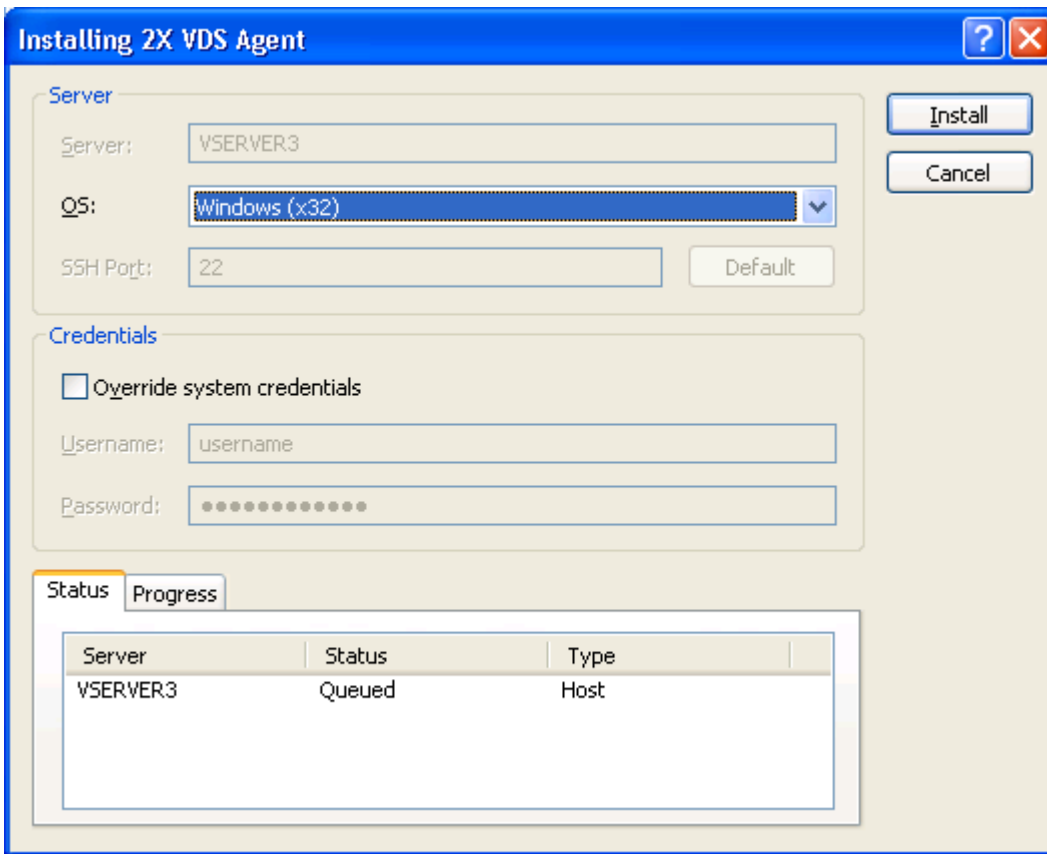 Installing 2X VDS Agent
Server
Server: VSERVER3
OS: Windows (x32)
SSH Port: 22 Default
Install
Cancel
Credentials
Override system credentials
Username: username
Password: ●●●●●●●●●●●●
Status Progress
Server Status Type
VSERVER3 Queued Host